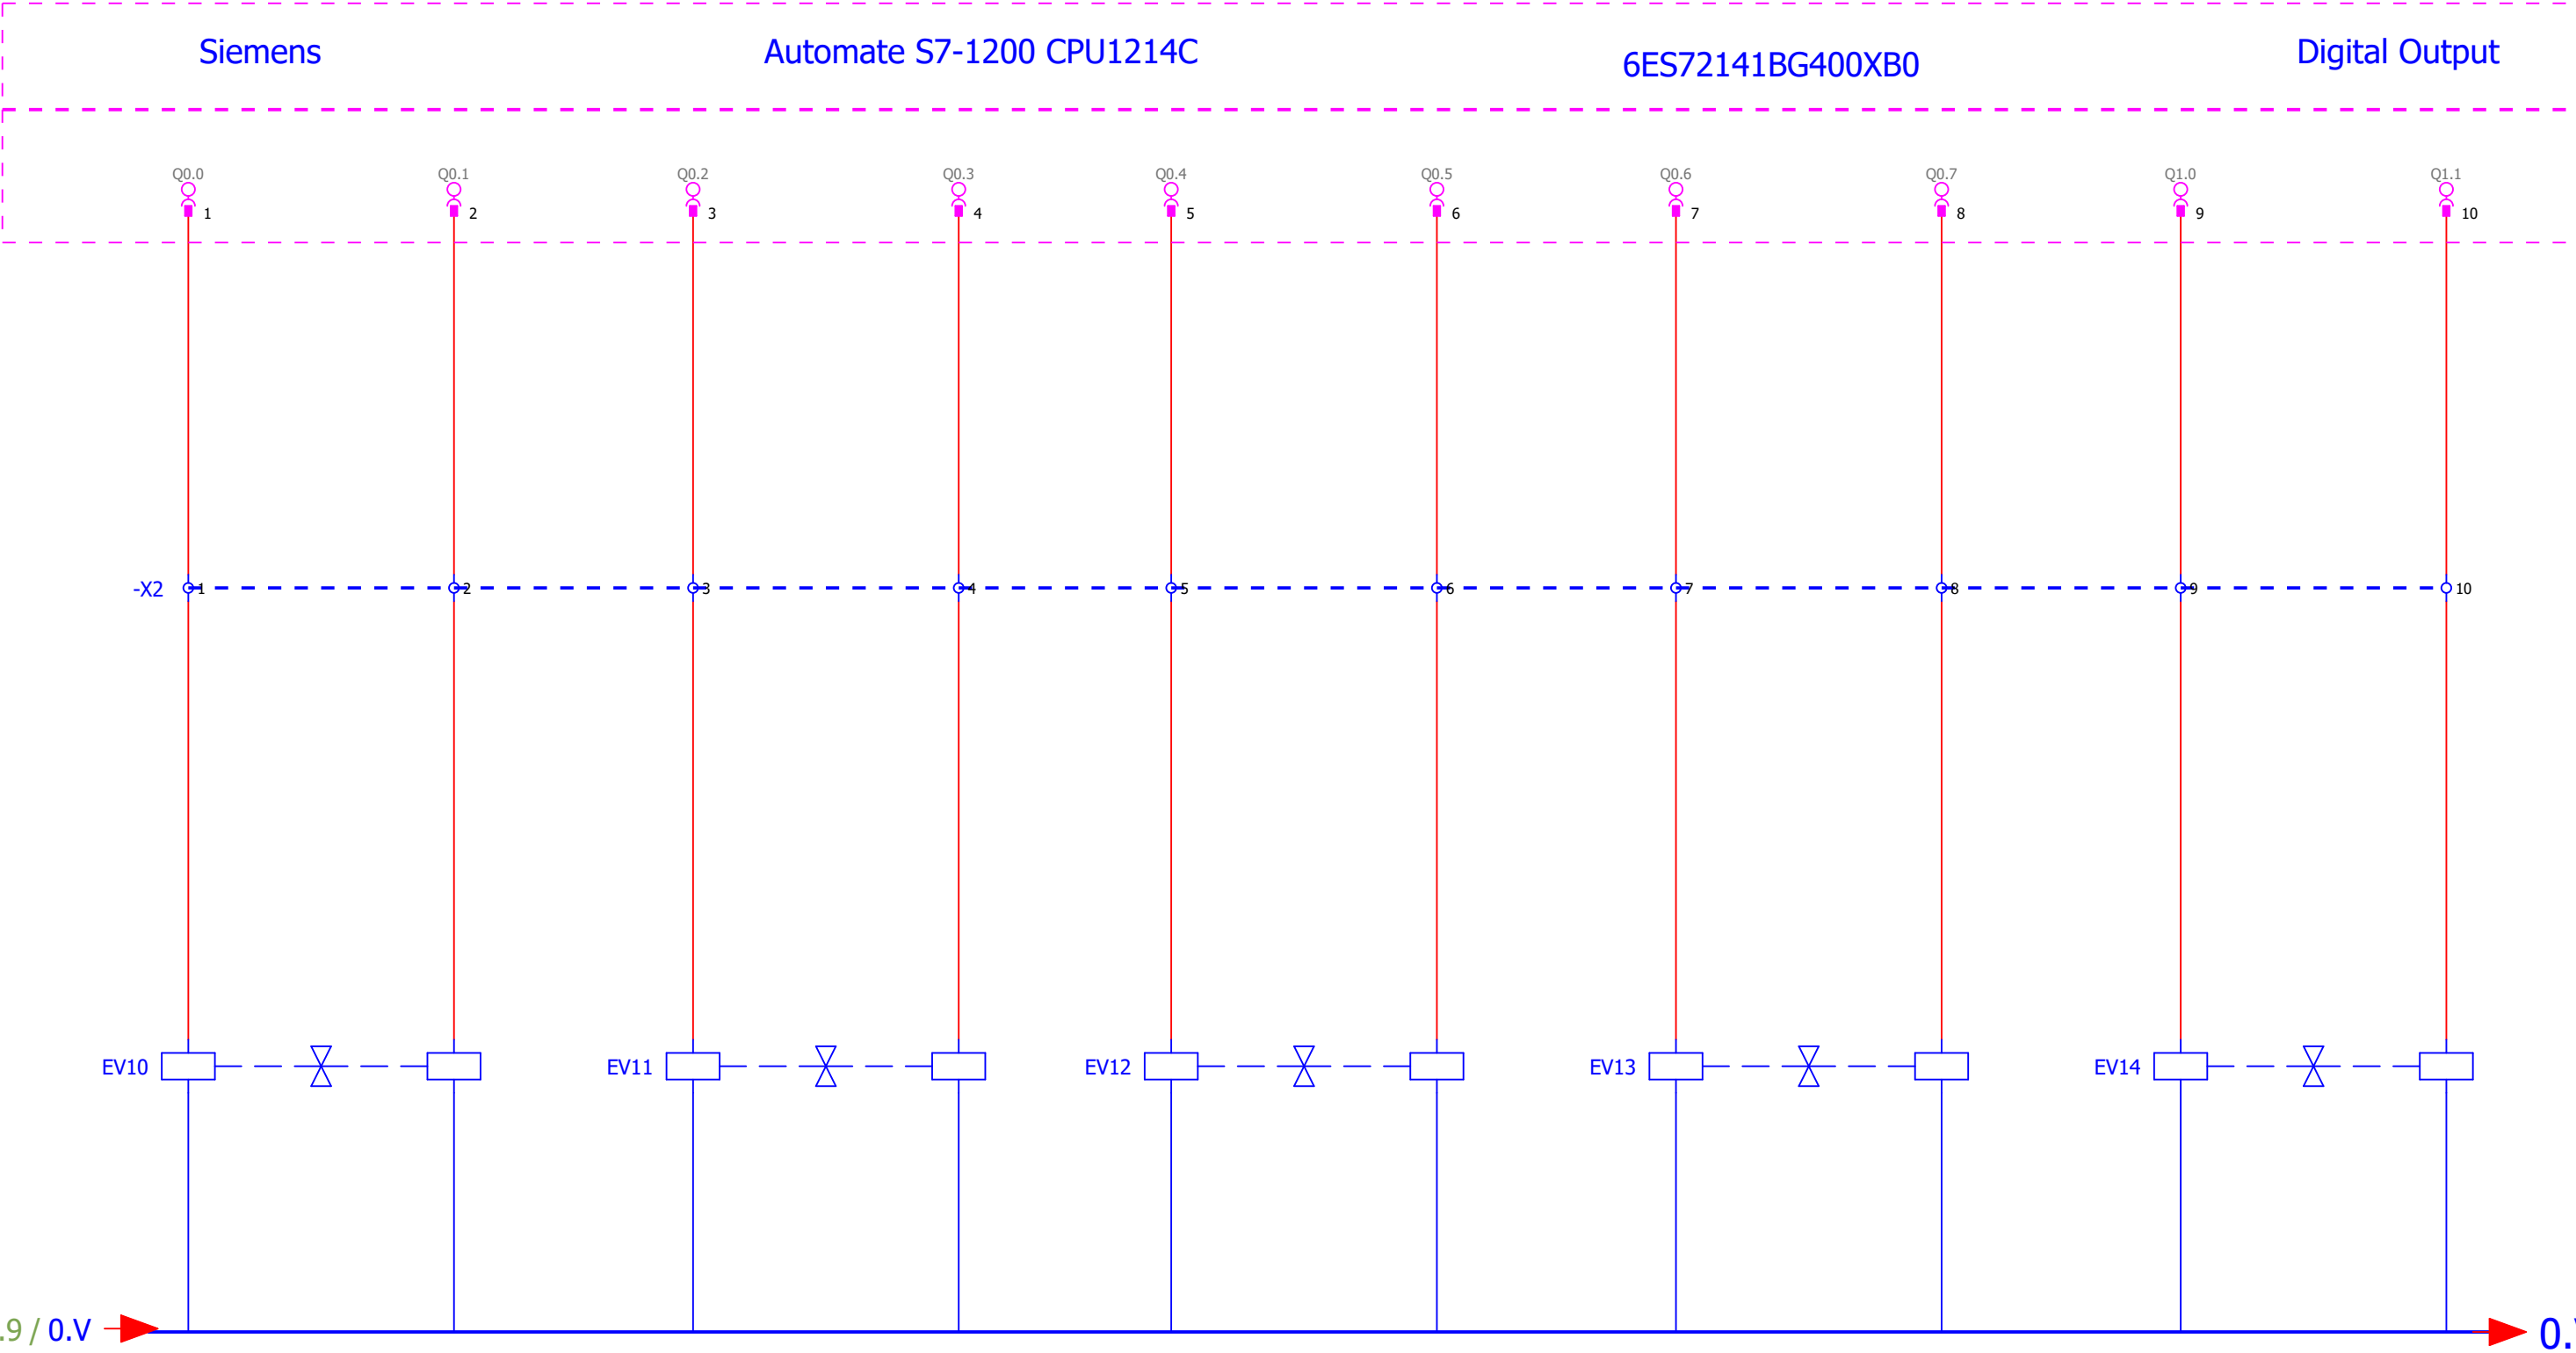 Siemens Automate S7-1200 CPU1214C 6ES72141BG400XB0 Digital Output
Q0.0 Q0.1 Q0.2 Q0.3 Q0.4 Q0.5 Q0.6 Q0.7 Q1.0 Q1.1
1 2 3 4 5 6 7 8 9 10
-X2 1 2 3 4 5 6 7 8 9 10
EV10 EV11 EV12 EV13 EV14
.9 / 0.V 0.